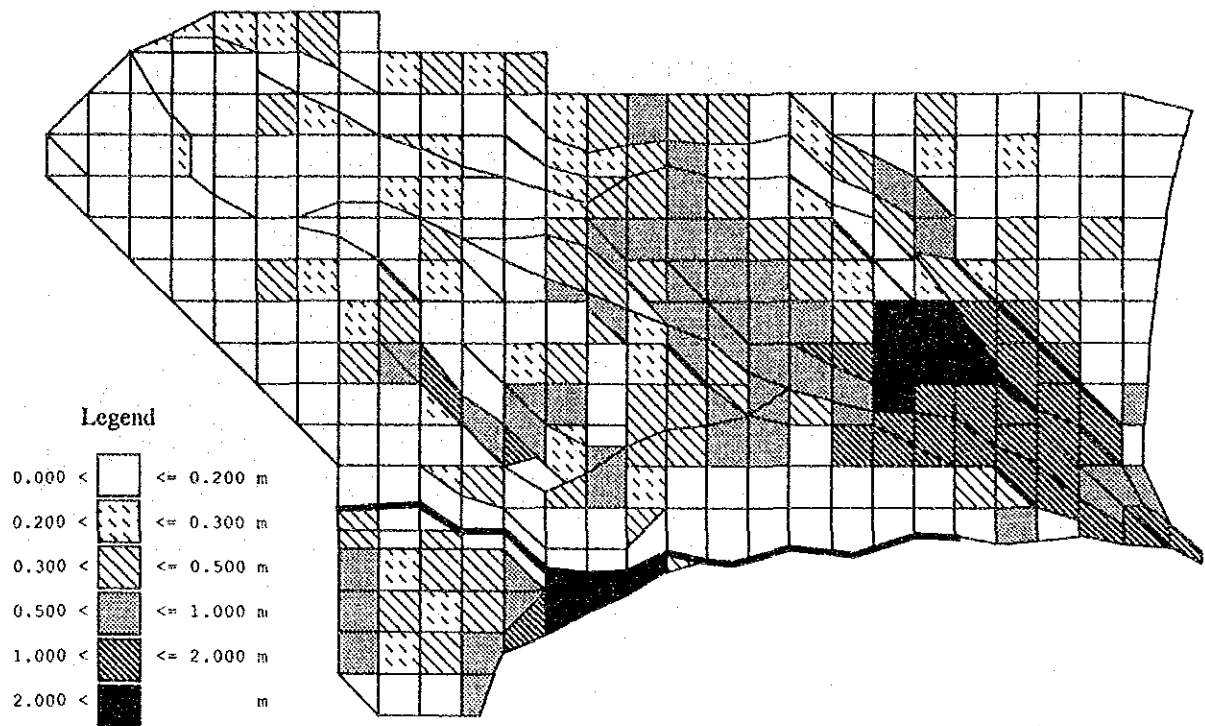 Legend
0.000 < <= 0.200 m
0.200 < <= 0.300 m
0.300 < <= 0.500 m
0.500 < <= 1.000 m
1.000 < <= 2.000 m
2.000 < m